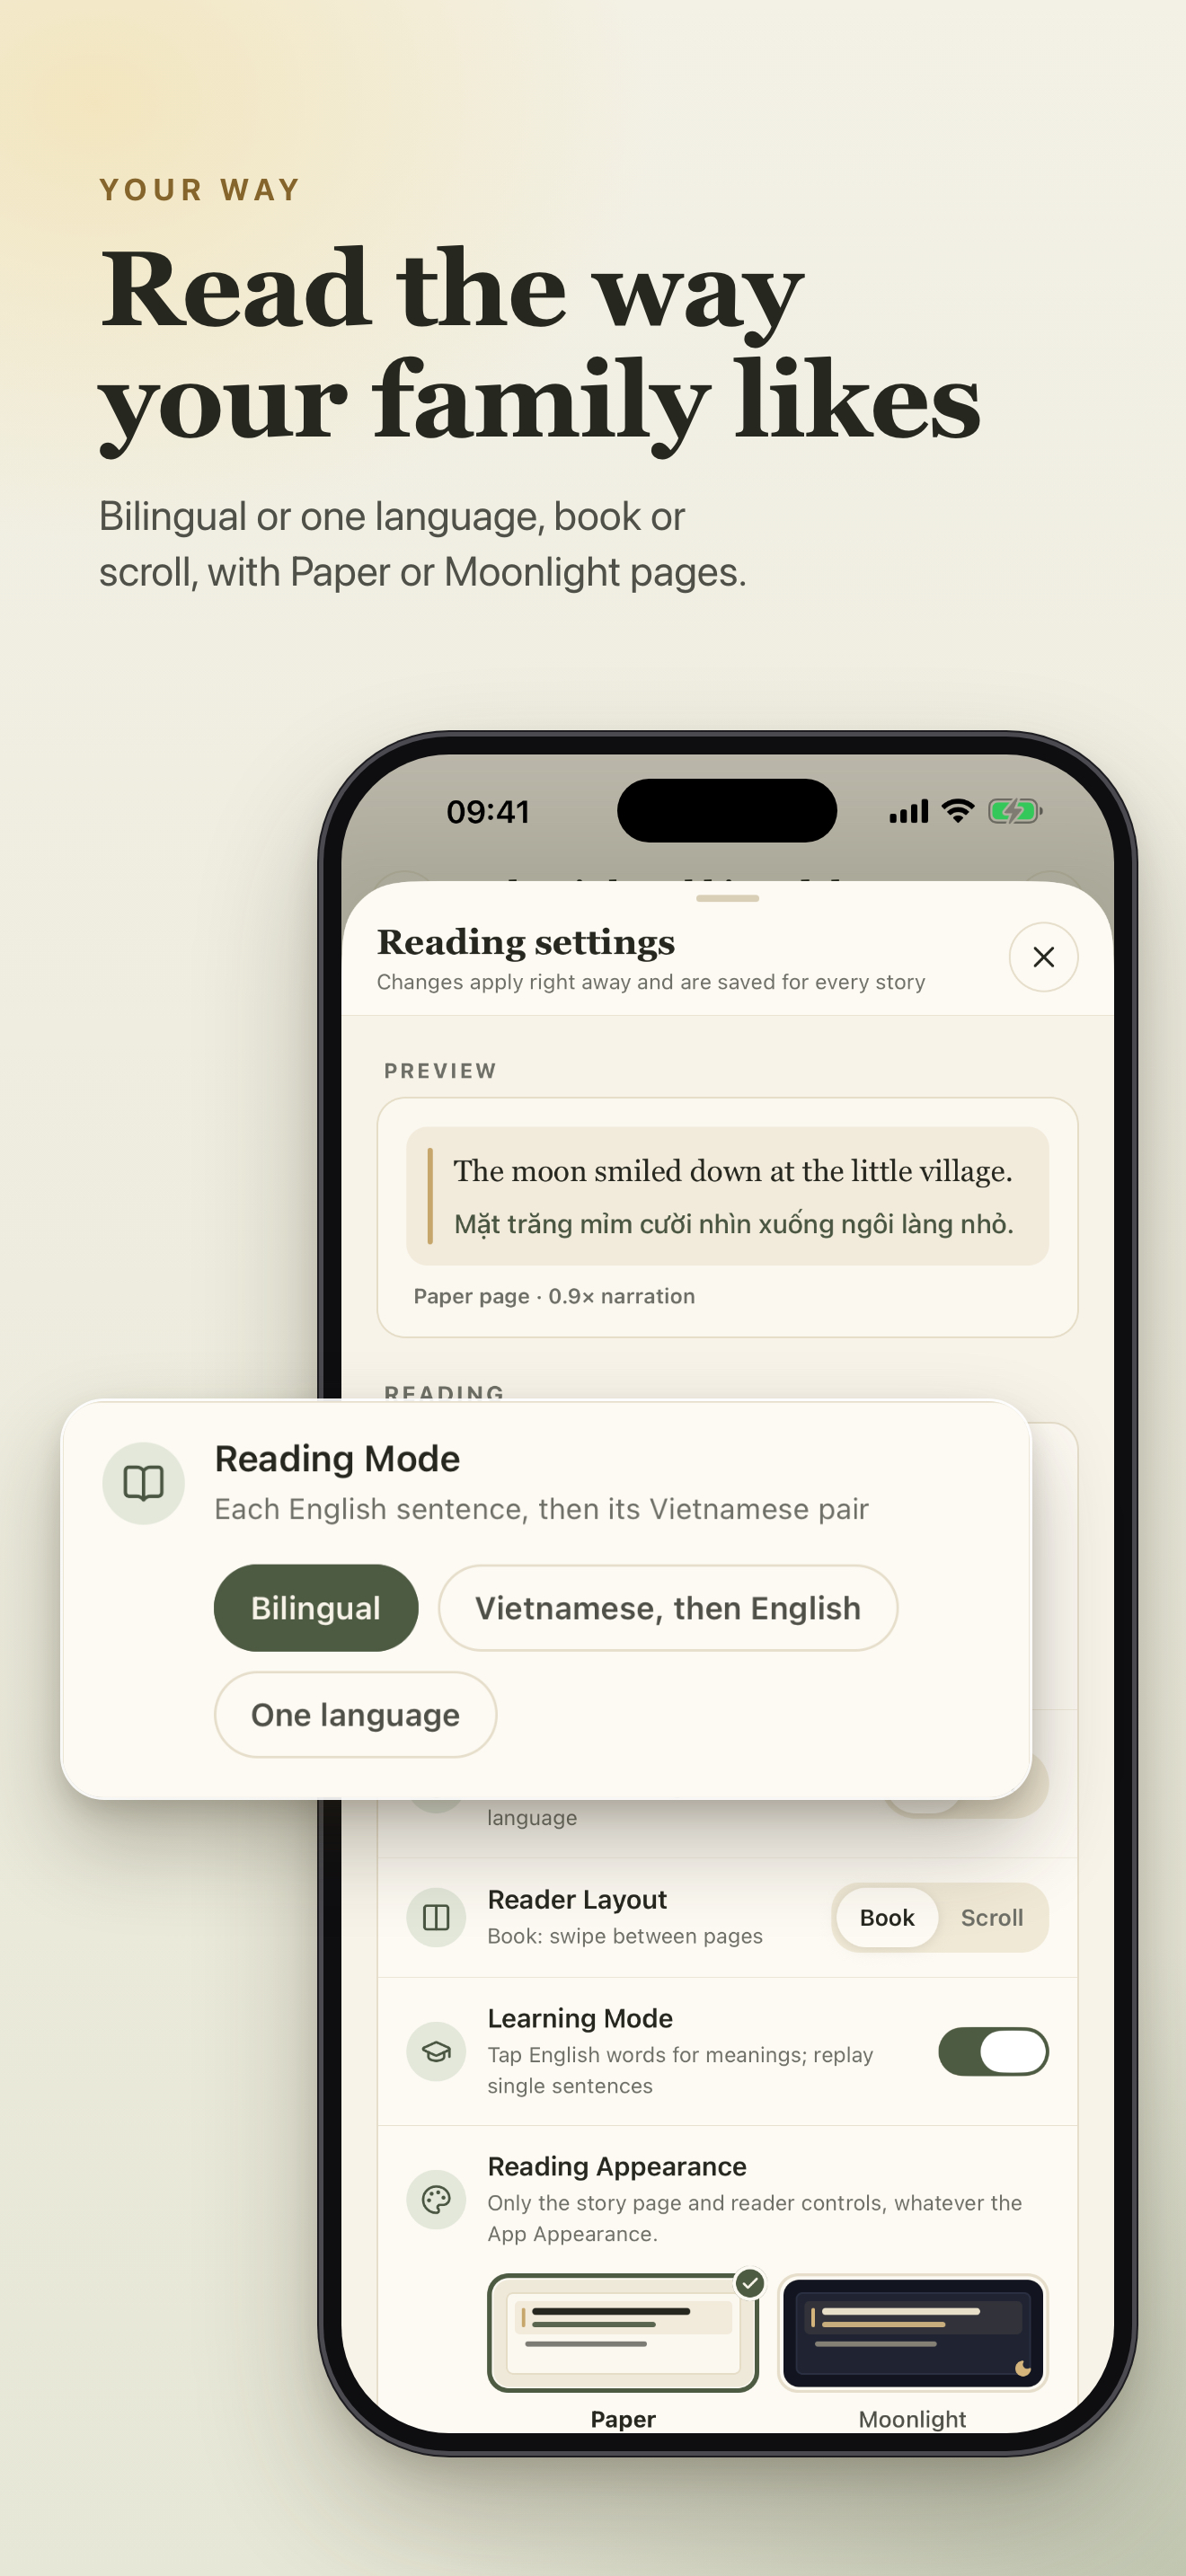 YOUR WAY
Read the way
your family likes
Bilingual or one language, book or
scroll, with Paper or Moonlight pages.
09:41
Reading settings
Changes apply right away and are saved for every story
PREVIEW
The moon smiled down at the little village.
Mặt trăng mỉm cười nhìn xuống ngôi làng nhỏ.
Paper page · 0.9× narration
READING
Reading Mode
Each English sentence, then its Vietnamese pair
Bilingual
Vietnamese, then English
One language
language
Reader Layout
Book: swipe between pages
Book
Scroll
Learning Mode
Tap English words for meanings; replay
single sentences
Reading Appearance
Only the story page and reader controls, whatever the
App Appearance.
Paper
Moonlight